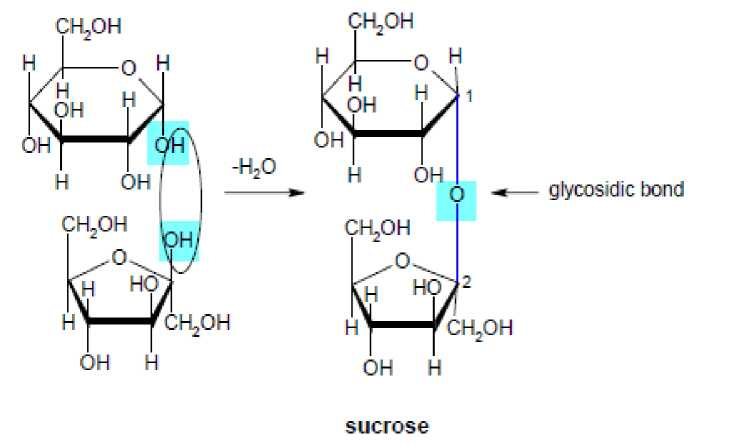 CH₂OH CH₂OH
H O H H O H
H H H H 1
OH OH
OH OH OH
H OH H OH
-H₂O
O glycosidic bond
CH₂OH OH CH₂OH
O O
H HO H HO 2
H CH₂OH H CH₂OH
OH H OH H
sucrose